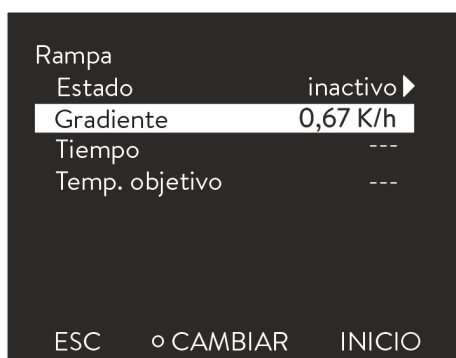 Rampa
Estado inactivo
Gradiente 0,67 K/h
Tiempo ---
Temp. objetivo ---
ESC CAMBIAR INICIO